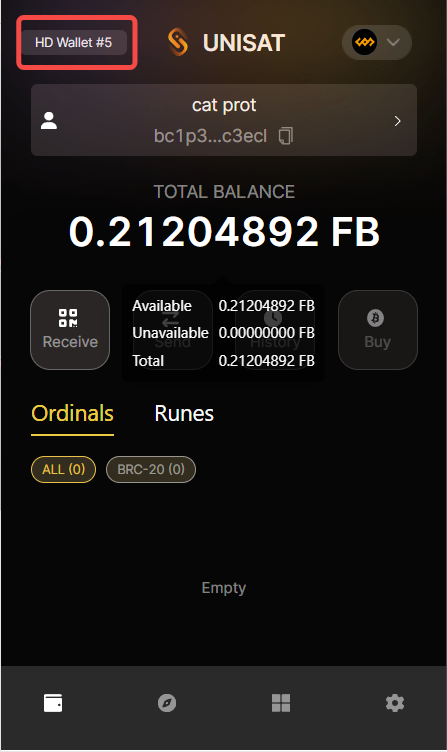 HD Wallet #5
UNISAT
cat prot
bc1p3...c3ecl
TOTAL BALANCE
0.21204892 FB
Available 0.21204892 FB
Unavailable 0.00000000 FB
Total 0.21204892 FB
Receive
Send
History
Buy
Ordinals Runes
ALL (0) BRC-20 (0)
Empty